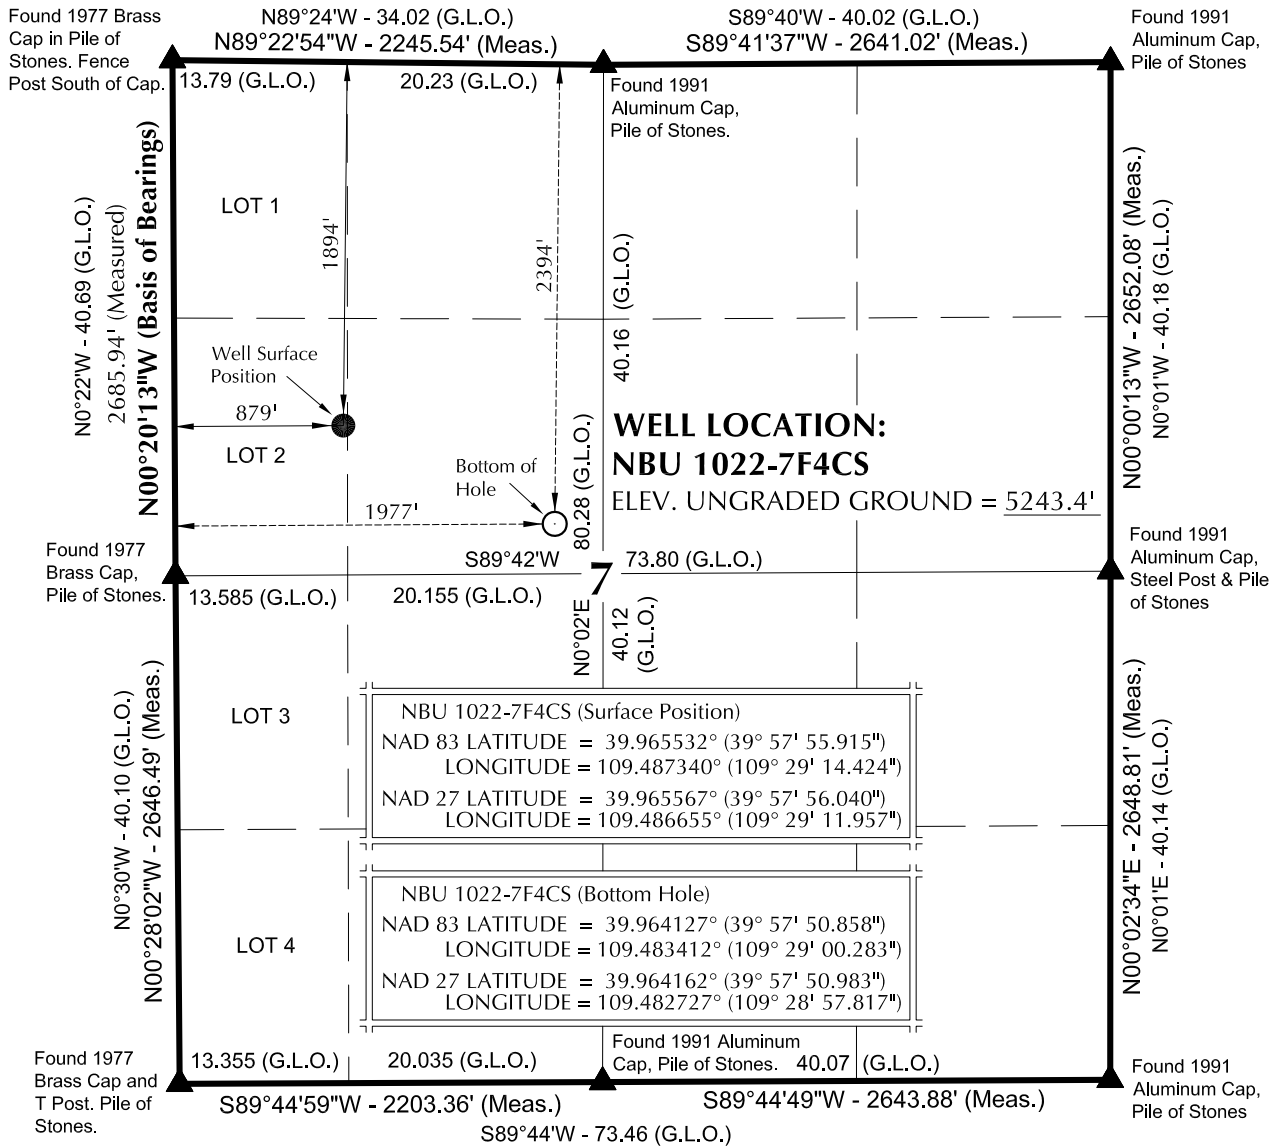 Found 1977 Brass
Cap in Pile of
Stones. Fence
Post South of Cap.
N89°24'W - 34.02 (G.L.O.)
N89°22'54"W - 2245.54' (Meas.)
S89°40'W - 40.02 (G.L.O.)
S89°41'37"W - 2641.02' (Meas.)
Found 1991
Aluminum Cap,
Pile of Stones
13.79 (G.L.O.)
20.23 (G.L.O.)
Found 1991
Aluminum Cap,
Pile of Stones.
N0°22'W - 40.69 (G.L.O.)
2685.94' (Measured)
N00°20'13"W (Basis of Bearings)
LOT 1
1894'
2394'
40.16 (G.L.O.)
80.28 (G.L.O.)
N00°00'13"W - 2652.08' (Meas.)
N0°01'W - 40.18 (G.L.O.)
Well Surface
Position
879'
LOT 2
Bottom of
Hole
1977'
WELL LOCATION:
NBU 1022-7F4CS
ELEV. UNGRADED GROUND = 5243.4'
Found 1977
Brass Cap,
Pile of Stones.
S89°42'W
7
73.80 (G.L.O.)
Found 1991
Aluminum Cap,
Steel Post & Pile
of Stones
13.585 (G.L.O.)
20.155 (G.L.O.)
N0°02'E
40.12
(G.L.O.)
N0°30'W - 40.10 (G.L.O.)
N00°28'02"W - 2646.49' (Meas.)
LOT 3
NBU 1022-7F4CS (Surface Position)
NAD 83 LATITUDE = 39.965532° (39° 57' 55.915")
LONGITUDE = 109.487340° (109° 29' 14.424")
NAD 27 LATITUDE = 39.965567° (39° 57' 56.040")
LONGITUDE = 109.486655° (109° 29' 11.957")
N00°02'34"E - 2648.81' (Meas.)
N0°01'E - 40.14 (G.L.O.)
LOT 4
NBU 1022-7F4CS (Bottom Hole)
NAD 83 LATITUDE = 39.964127° (39° 57' 50.858")
LONGITUDE = 109.483412° (109° 29' 00.283")
NAD 27 LATITUDE = 39.964162° (39° 57' 50.983")
LONGITUDE = 109.482727° (109° 28' 57.817")
Found 1977
Brass Cap and
T Post. Pile of
Stones.
13.355 (G.L.O.)
20.035 (G.L.O.)
Found 1991 Aluminum
Cap, Pile of Stones.
40.07 (G.L.O.)
Found 1991
Aluminum Cap,
Pile of Stones
S89°44'59"W - 2203.36' (Meas.)
S89°44'49"W - 2643.88' (Meas.)
S89°44'W - 73.46 (G.L.O.)